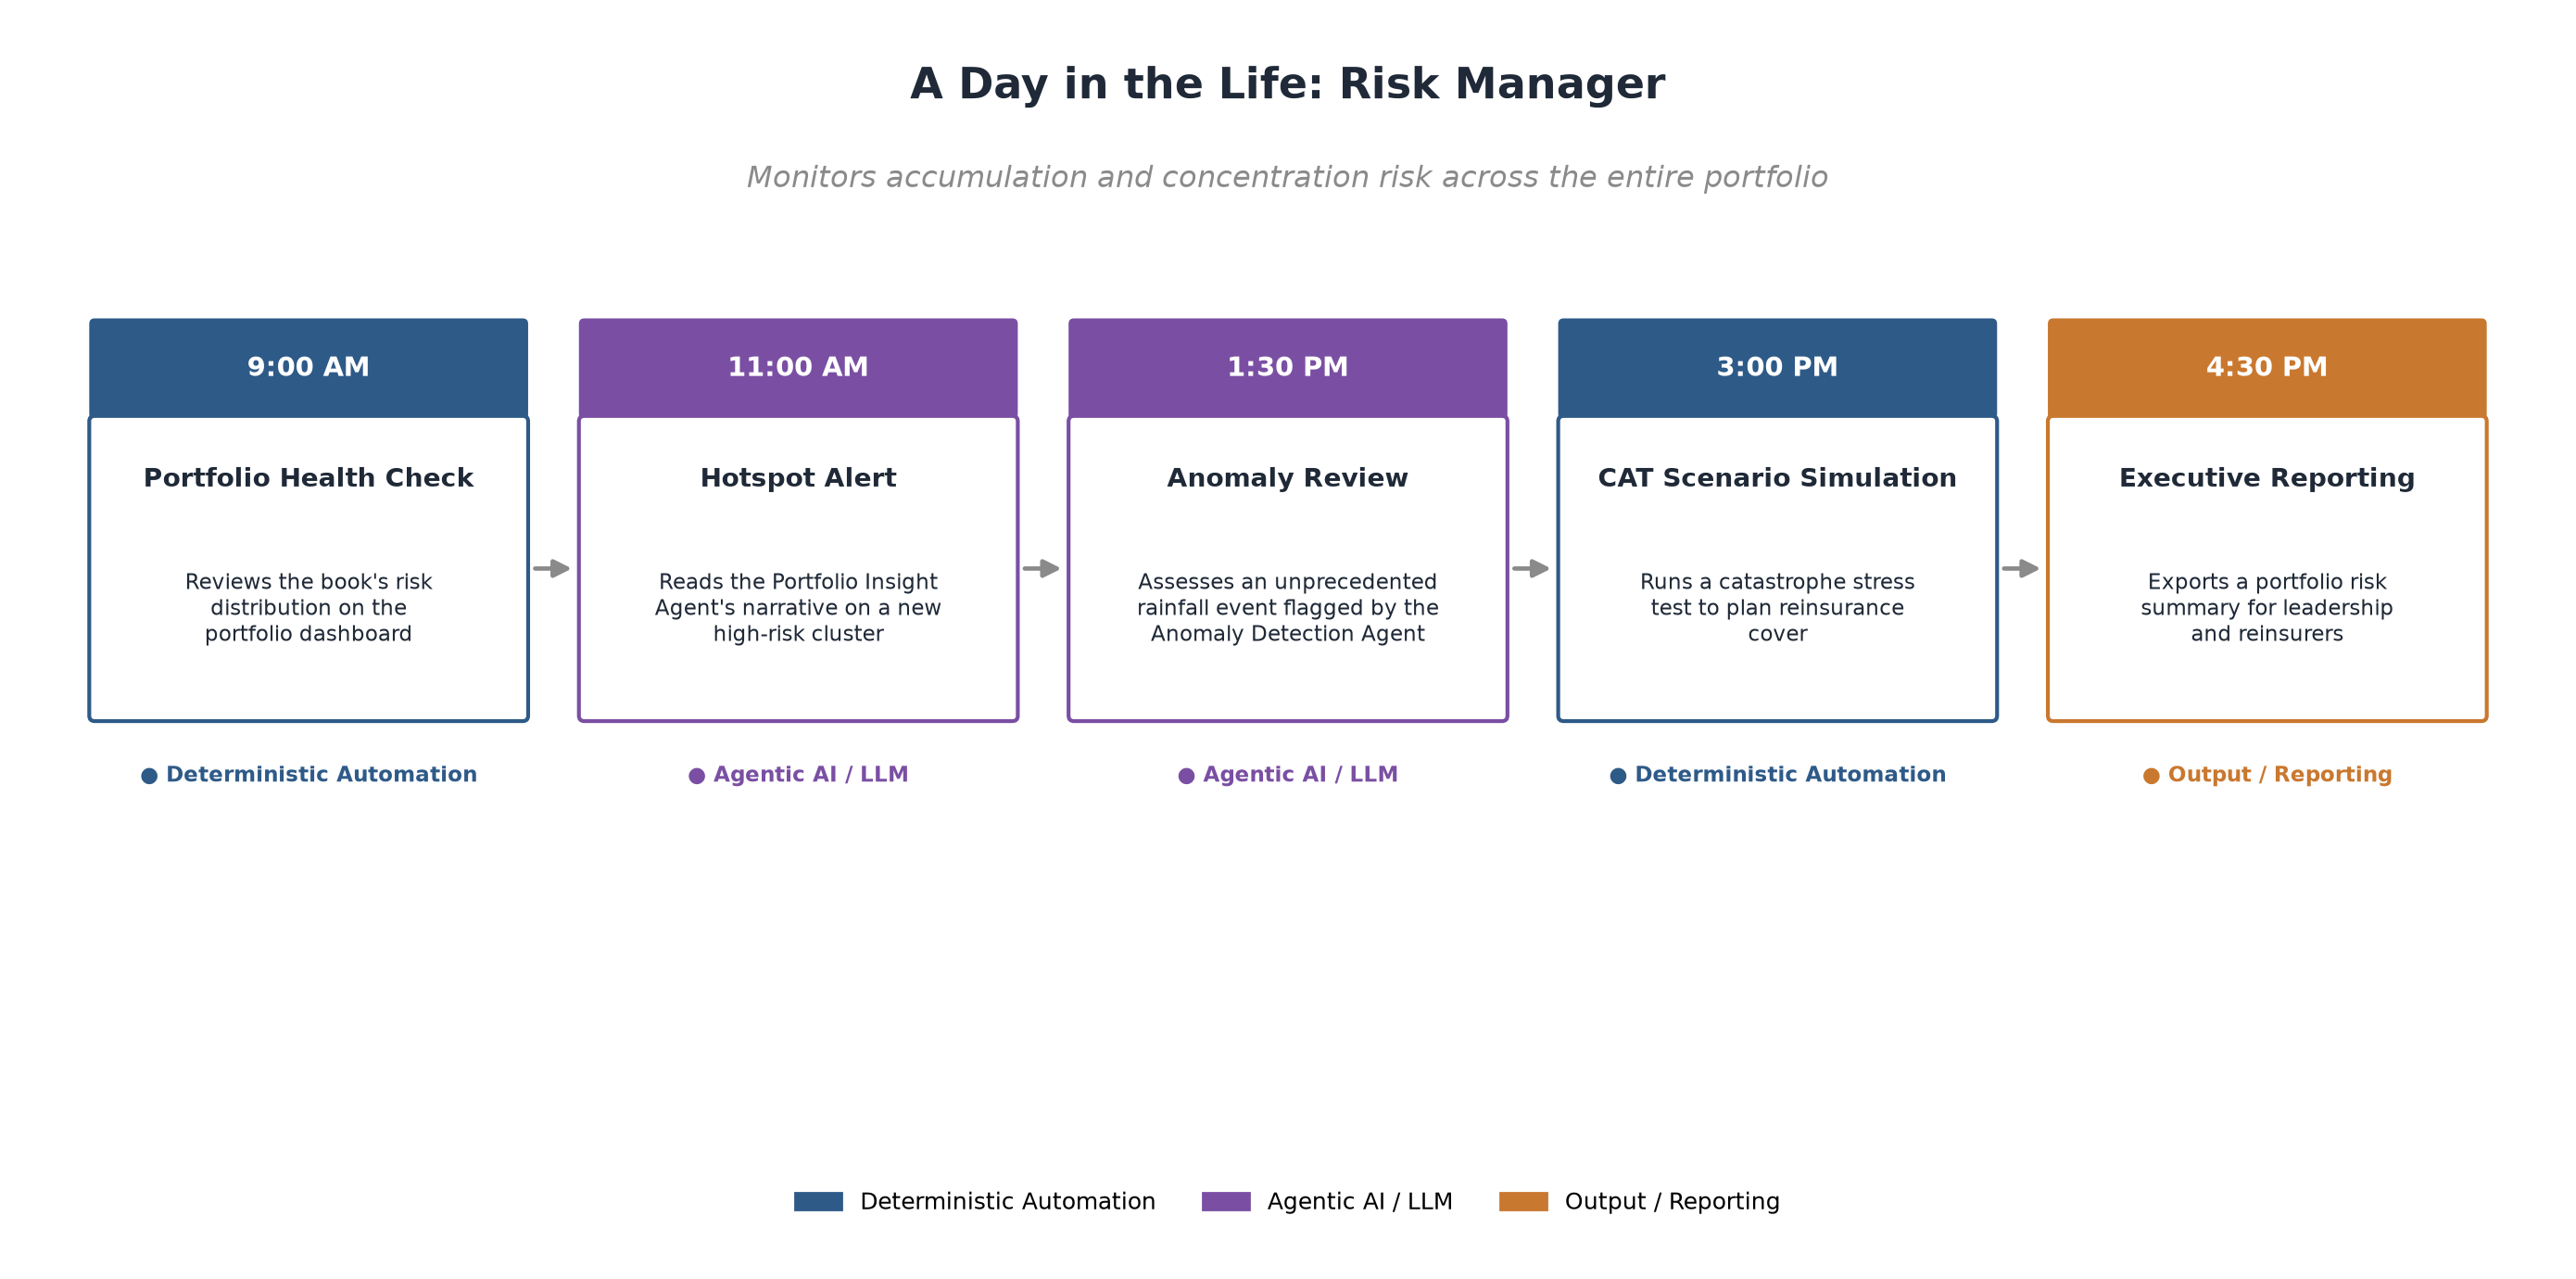 A Day in the Life: Risk Manager
Monitors accumulation and concentration risk across the entire portfolio
9:00 AM
Portfolio Health Check
Reviews the book's risk
distribution on the
portfolio dashboard
● Deterministic Automation
11:00 AM
Hotspot Alert
Reads the Portfolio Insight
Agent's narrative on a new
high-risk cluster
● Agentic AI / LLM
1:30 PM
Anomaly Review
Assesses an unprecedented
rainfall event flagged by the
Anomaly Detection Agent
● Agentic AI / LLM
3:00 PM
CAT Scenario Simulation
Runs a catastrophe stress
test to plan reinsurance
cover
● Deterministic Automation
4:30 PM
Executive Reporting
Exports a portfolio risk
summary for leadership
and reinsurers
● Output / Reporting
Deterministic Automation
Agentic AI / LLM
Output / Reporting